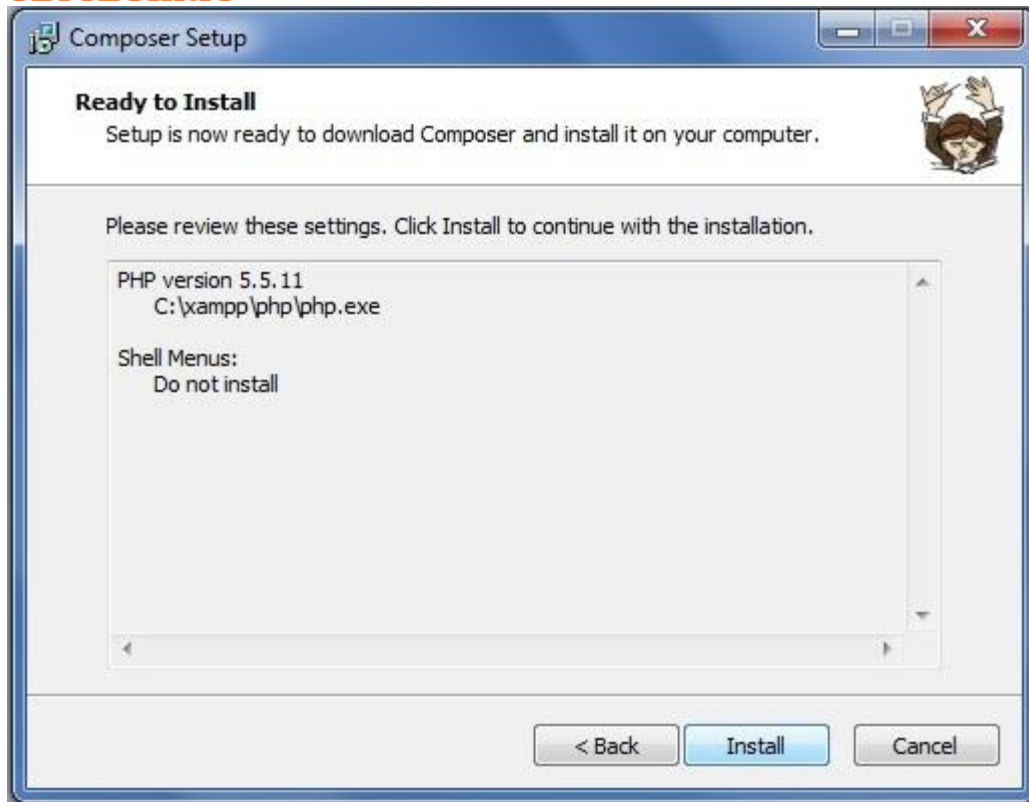 Composer Setup
Ready to Install
Setup is now ready to download Composer and install it on your computer.
Please review these settings. Click Install to continue with the installation.
PHP version 5.5.11
C:\xampp\php\php.exe
Shell Menus:
Do not install
< Back Install Cancel